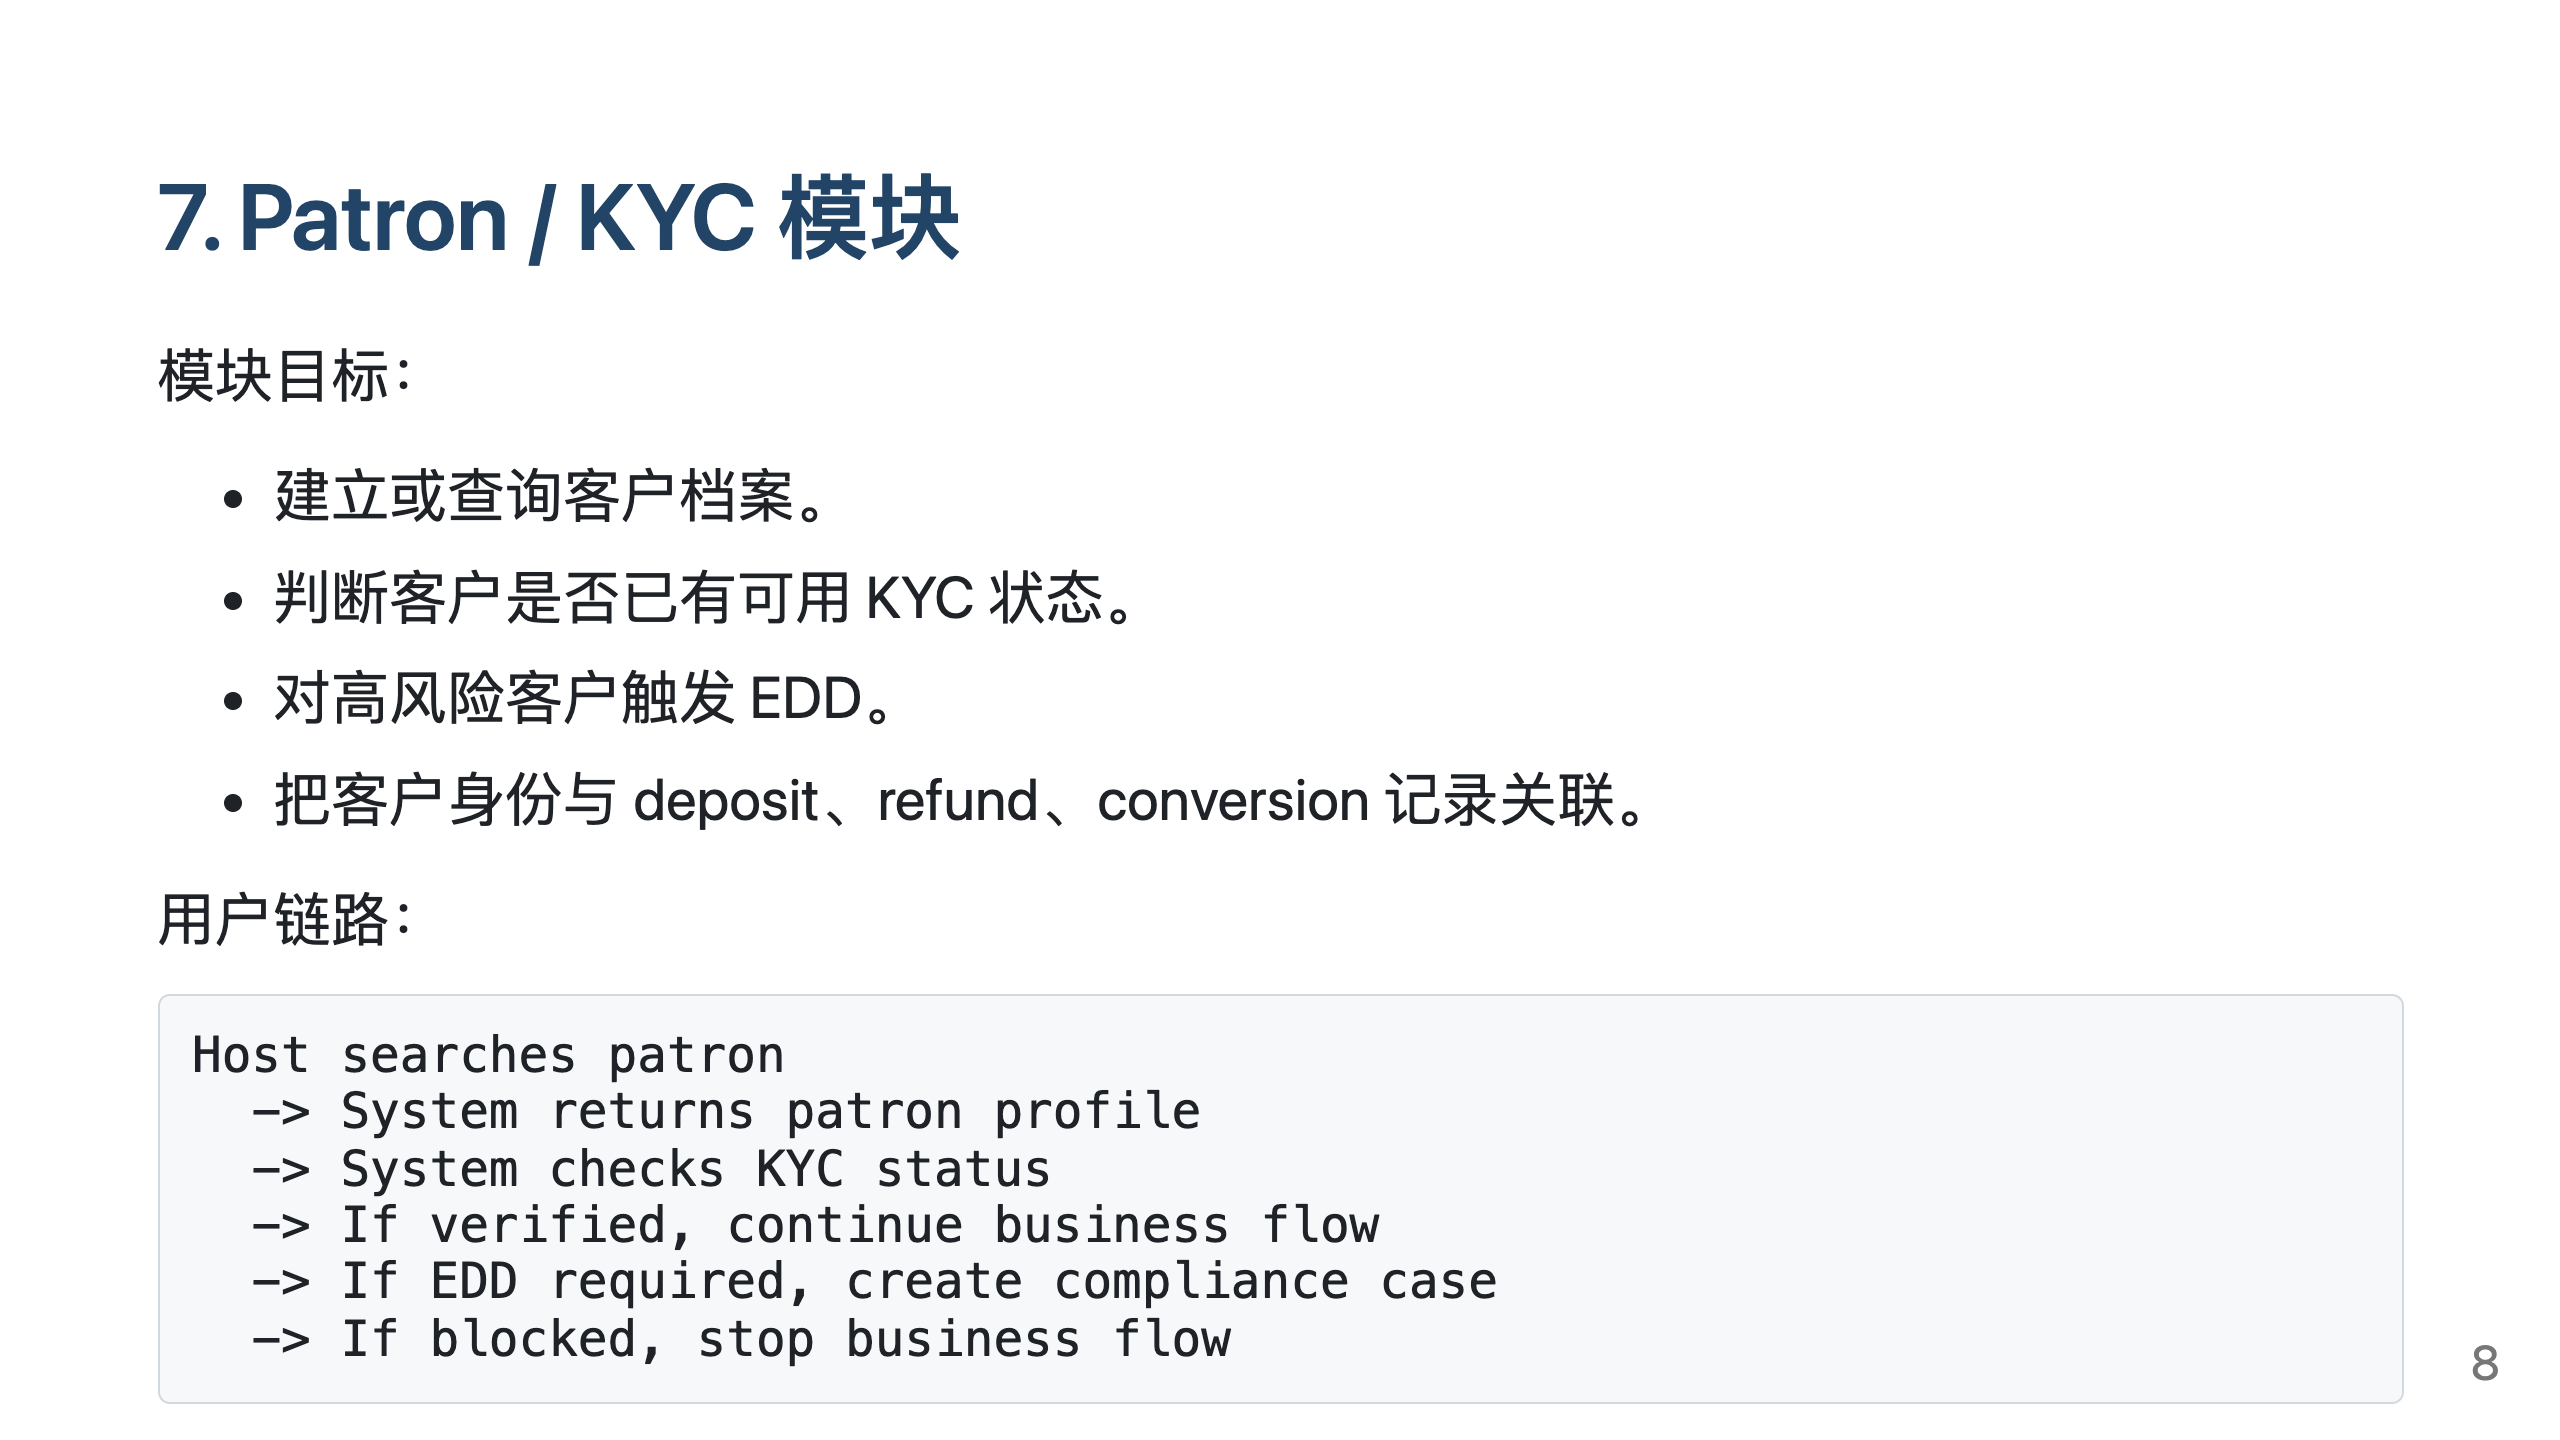 7. Patron / KYC 模块
模块目标：
• 建立或查询客户档案。
• 判断客户是否已有可用 KYC 状态。
• 对高风险客户触发 EDD。
• 把客户身份与 deposit、refund、conversion 记录关联。
用户链路：
Host searches patron
  -> System returns patron profile
  -> System checks KYC status
  -> If verified, continue business flow
  -> If EDD required, create compliance case
  -> If blocked, stop business flow
8